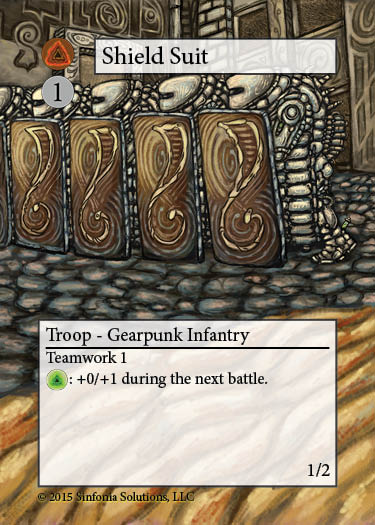 Shield Suit
1
Troop - Gearpunk Infantry
Teamwork 1
: +0/+1 during the next battle.
1/2
© 2015 Sinfonia Solutions, LLC